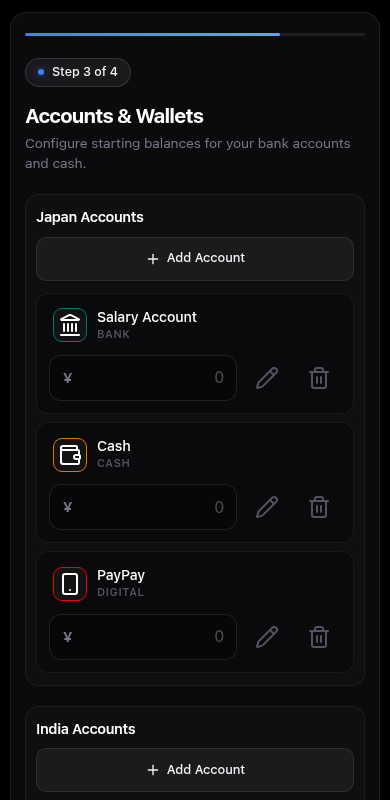 Step 3 of 4
Accounts & Wallets
Configure starting balances for your bank accounts
and cash.
Japan Accounts
+ Add Account
Salary Account
BANK
¥ 0
Cash
CASH
¥ 0
PayPay
DIGITAL
¥ 0
India Accounts
+ Add Account